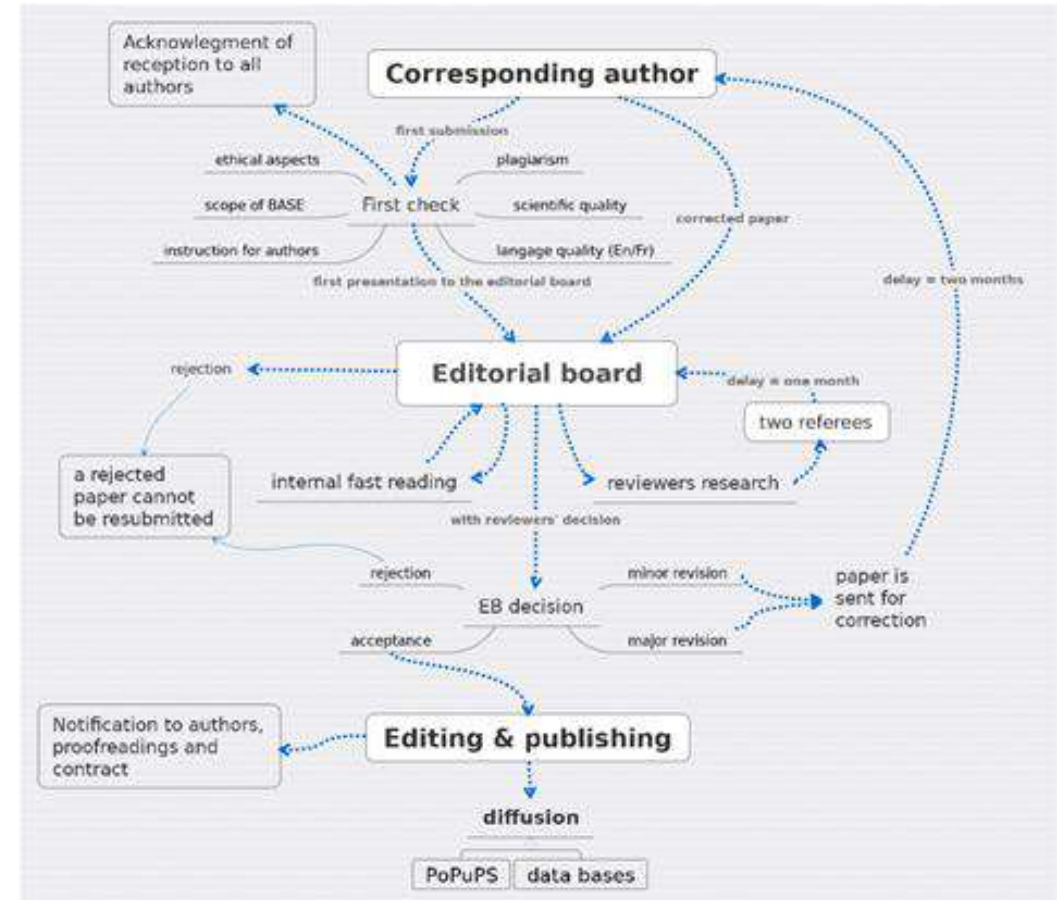 Acknowlegment of
reception to all
authors
Corresponding author
first submission
ethical aspects
plagiarism
scope of BASE
First check
scientific quality
corrected paper
instruction for authors
langage quality (En/Fr)
first presentation to the editorial board
delay = two months
rejection
Editorial board
delay = one month
two referees
a rejected
paper cannot
be resubmitted
internal fast reading
reviewers research
with reviewers' decision
rejection
minor revision
EB decision
paper is
sent for
correction
acceptance
major revision
Notification to authors,
proofreadings and
contract
Editing & publishing
diffusion
PoPuPS
data bases